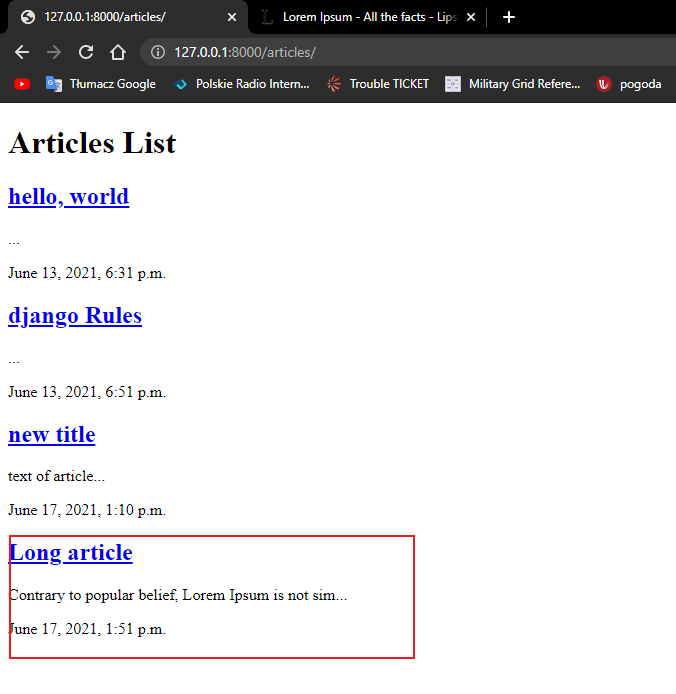 127.0.0.1:8000/articles/
Lorem Ipsum - All the facts - Lips
127.0.0.1:8000/articles/
Tłumacz Google
Polskie Radio Intern...
Trouble TICKET
Military Grid Refere...
pogoda
Articles List
hello, world
...
June 13, 2021, 6:31 p.m.
django Rules
...
June 13, 2021, 6:51 p.m.
new title
text of article...
June 17, 2021, 1:10 p.m.
Long article
Contrary to popular belief, Lorem Ipsum is not sim...
June 17, 2021, 1:51 p.m.